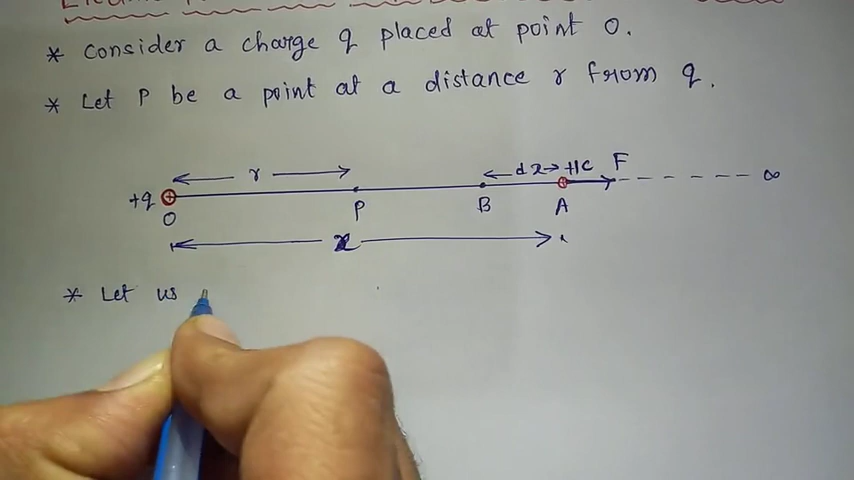 * Consider a charge q placed at point O.
* Let P be a point at a distance r from q.
r
dx +1C F
+q
∞
O P B A
x
* Let us